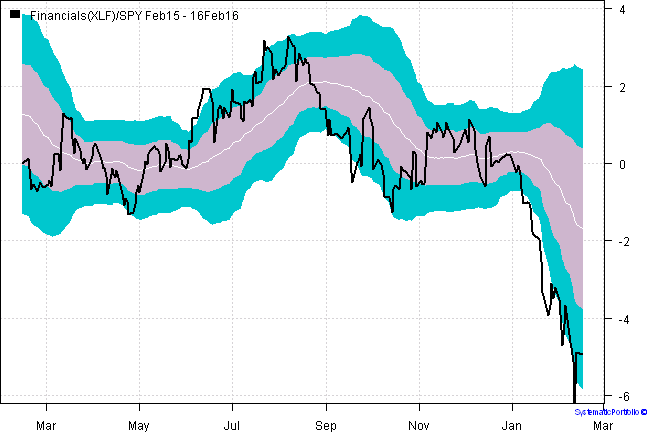 Financials(XLF)/SPY Feb15 - 16Feb16
4
2
0
-2
-4
-6
SystematicPortfolio ©
Mar May Jul Sep Nov Jan Mar